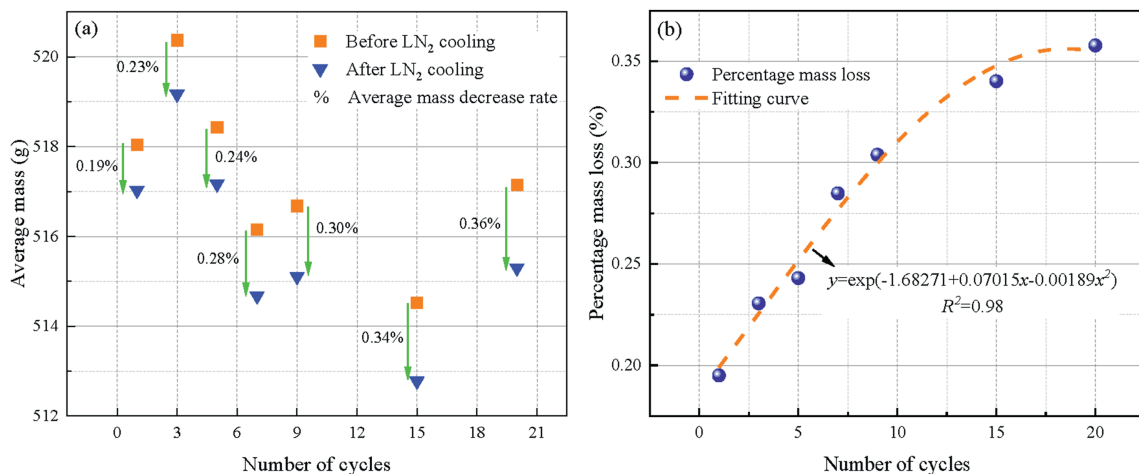 (a)
Before LN2 cooling
After LN2 cooling
% Average mass decrease rate
520
518
516
514
512
Average mass (g)
0.19%
0.23%
0.24%
0.28%
0.30%
0.34%
0.36%
0 3 6 9 12 15 18 21
Number of cycles
(b)
Percentage mass loss
Fitting curve
0.35
0.30
0.25
0.20
Percentage mass loss (%)
y=exp(-1.68271+0.07015x-0.00189x²)
R²=0.98
0 5 10 15 20
Number of cycles